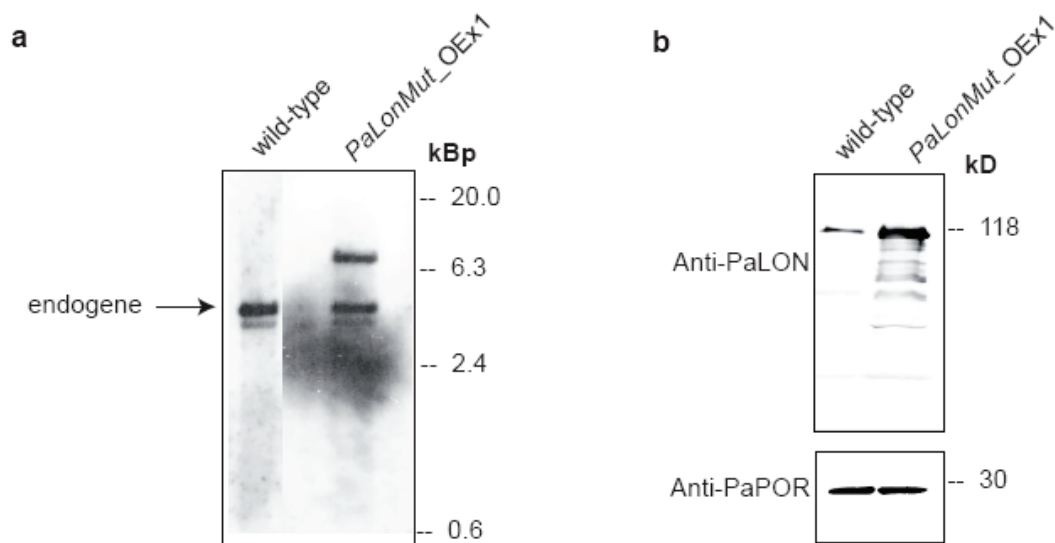 a
wild-type
PaLonMut_OEx1
kBp
-- 20.0
-- 6.3
endogene
-- 2.4
-- 0.6
b
wild-type
PaLonMut_OEx1
kD
Anti-PaLON
-- 118
Anti-PaPOR
-- 30